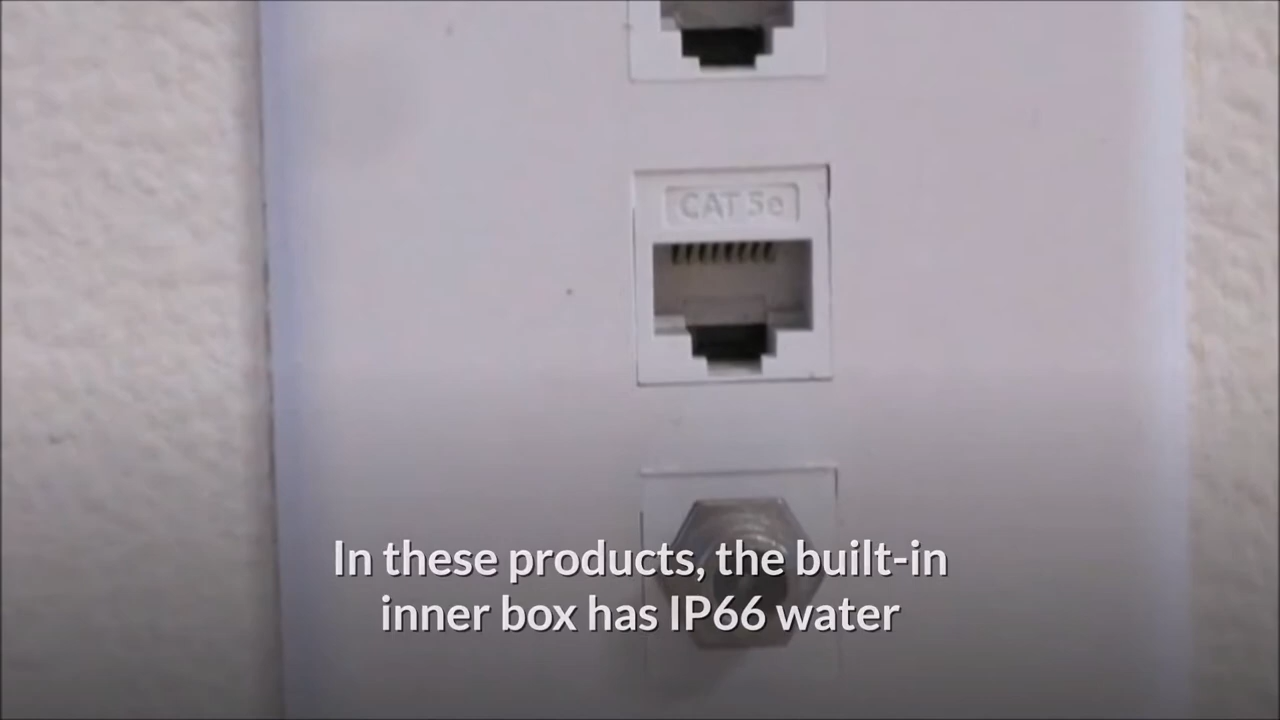 CAT 5e
In these products, the built-in
inner box has IP66 water